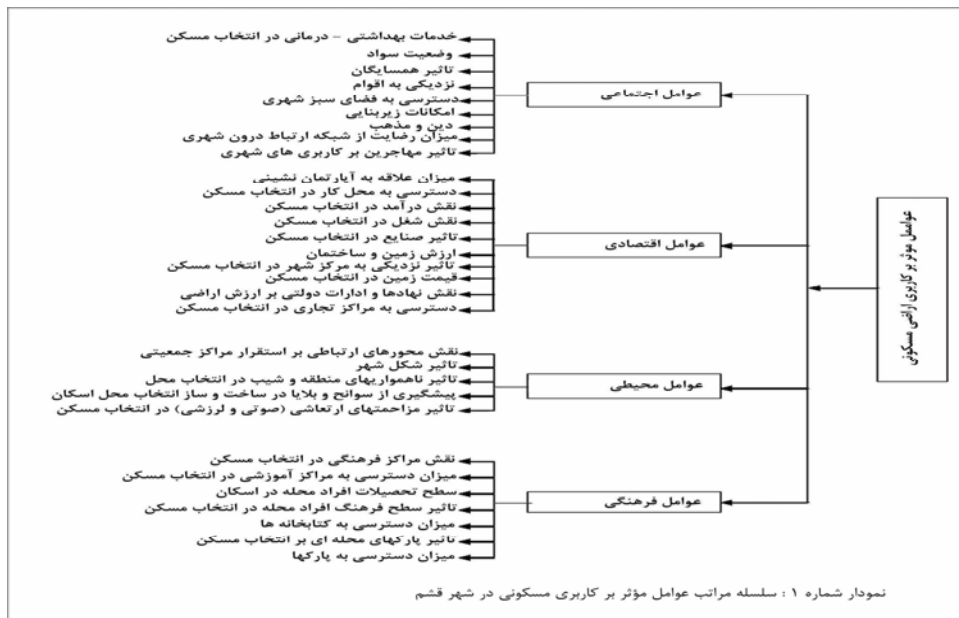 عواممل موثر بر کاربری اراضی مسکونی
عوامل اجتماعی
خدمات بهداشتی - درمانی در انتخاب مسکن
وضعیت سواد
تاثیر همسایگان
نزدیکی به اقوام
دسترسی به فضای سبز شهری
امکانات زیربنایی
دین و مذهب
میزان رضایت از شبکه ارتباط درون شهری
تاثیر مهاجرین بر کاربری های شهری
عوامل اقتصادی
میزان علاقه به آپارتمان نشینی
دسترسی به محل کار در انتخاب مسکن
نقش درآمد در انتخاب مسکن
نقش شغل در انتخاب مسکن
تاثیر صنایع در انتخاب مسکن
ارزش زمین و ساختمان
تاثیر نزدیکی به مرکز شهر در انتخاب مسکن
قیمت زمین در انتخاب مسکن
نقش نهادها و ادارات دولتی بر ارزش اراضی
دسترسی به مراکز تجاری در انتخاب مسکن
عوامل محیطی
نقش محورهای ارتباطی بر استقرار مراکز جمعیتی
تاثیر شکل شهر
تاثیر ناهمواریهای منطقه و شیب در انتخاب محل
پیشگیری از سوانح و بلایا در ساخت و ساز انتخاب محل اسکان
تاثیر مزاحمتهای ارتعاشی (صوتی و لرزشی) در انتخاب مسکن
عوامل فرهنگی
نقش مراکز فرهنگی در انتخاب مسکن
میزان دسترسی به مراکز آموزشی در انتخاب مسکن
سطح تحصیلات افراد محله در اسکان
تاثیر سطح فرهنگ افراد محله در انتخاب مسکن
میزان دسترسی به کتابخانه ها
تاثیر پارکهای محله ای بر انتخاب مسکن
میزان دسترسی به پارکها
نمودار شماره ۱ : سلسله مراتب عوامل مؤثر بر کاربری مسکونی در شهر قشم